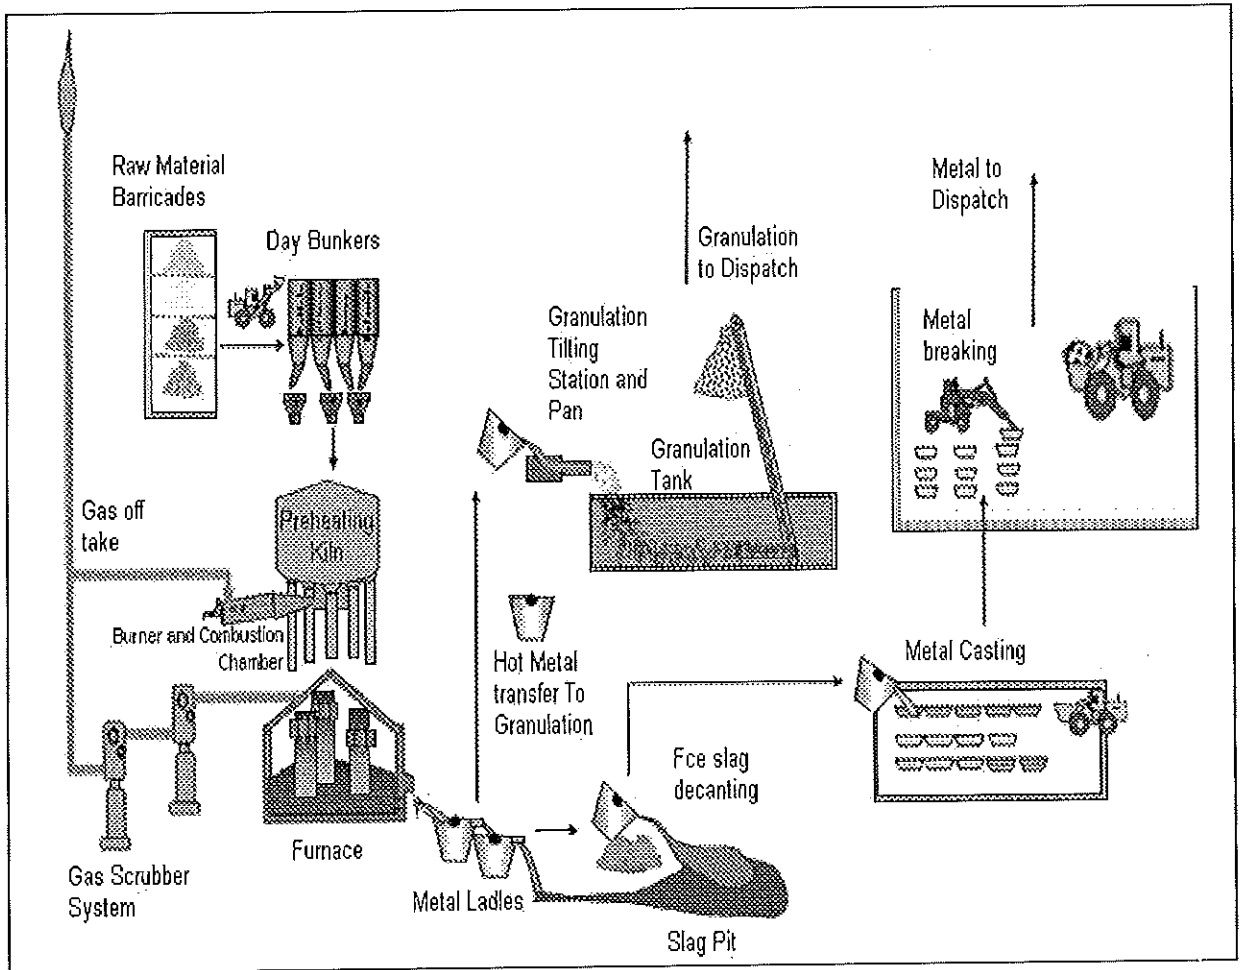 Raw Material
Barricades
Day Bunkers
Metal to
Dispatch
Granulation
to Dispatch
Granulation
Tilling
Station and
Pan
Metal
breaking
Granulation
Tank
Gas off
take
Preheating
Kiln
Burner and Combustion
Chamber
Hot Metal
transfer To
Granulation
Metal Casting
Fce slag
decanting
Furnace
Gas Scrubber
System
Metal Ladles
Slag Pit